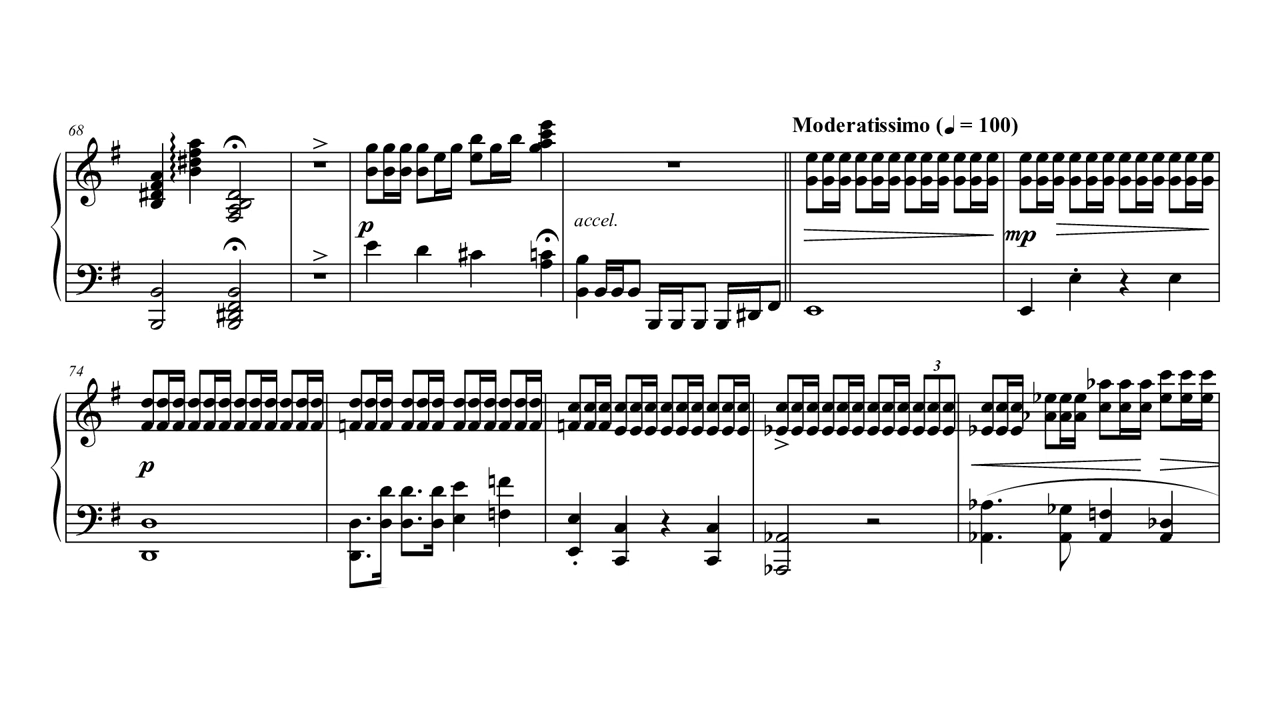 Moderatissimo (♩ = 100)
68
p
accel.
mp
74
3
p